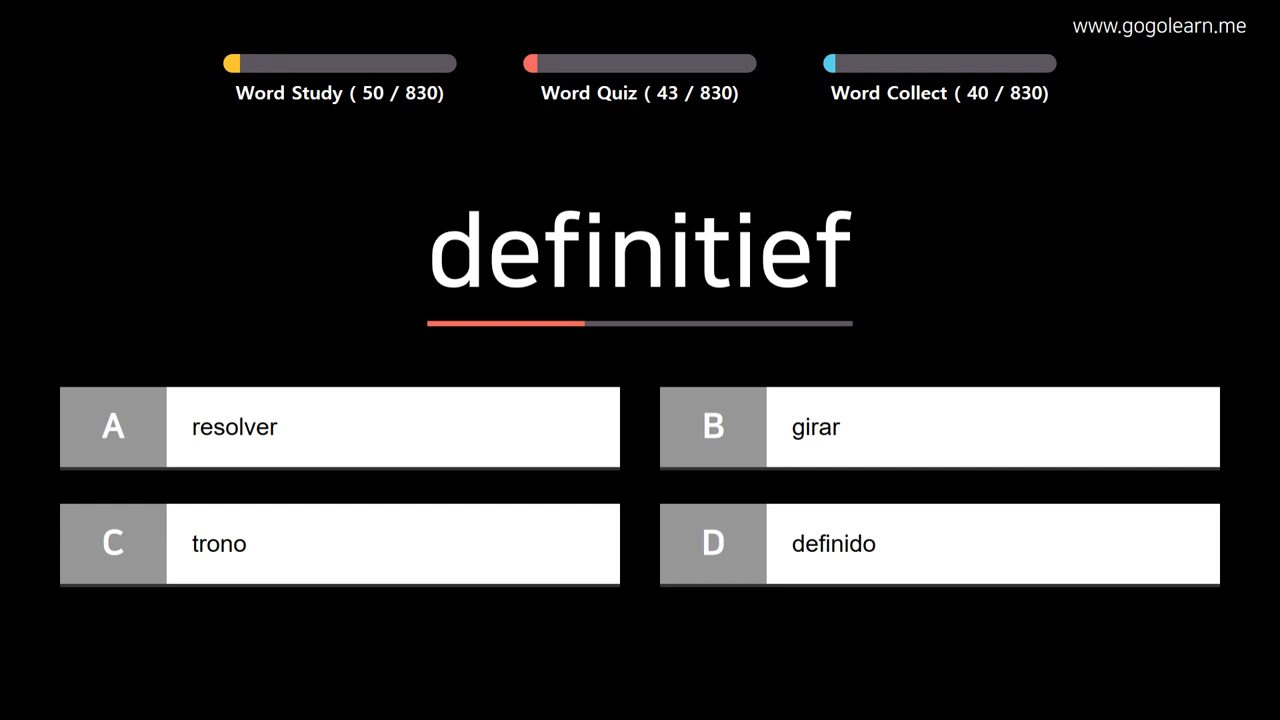 www.gogolearn.me
Word Study ( 50 / 830)
Word Quiz ( 43 / 830)
Word Collect ( 40 / 830)
definitief
A resolver
B girar
C trono
D definido